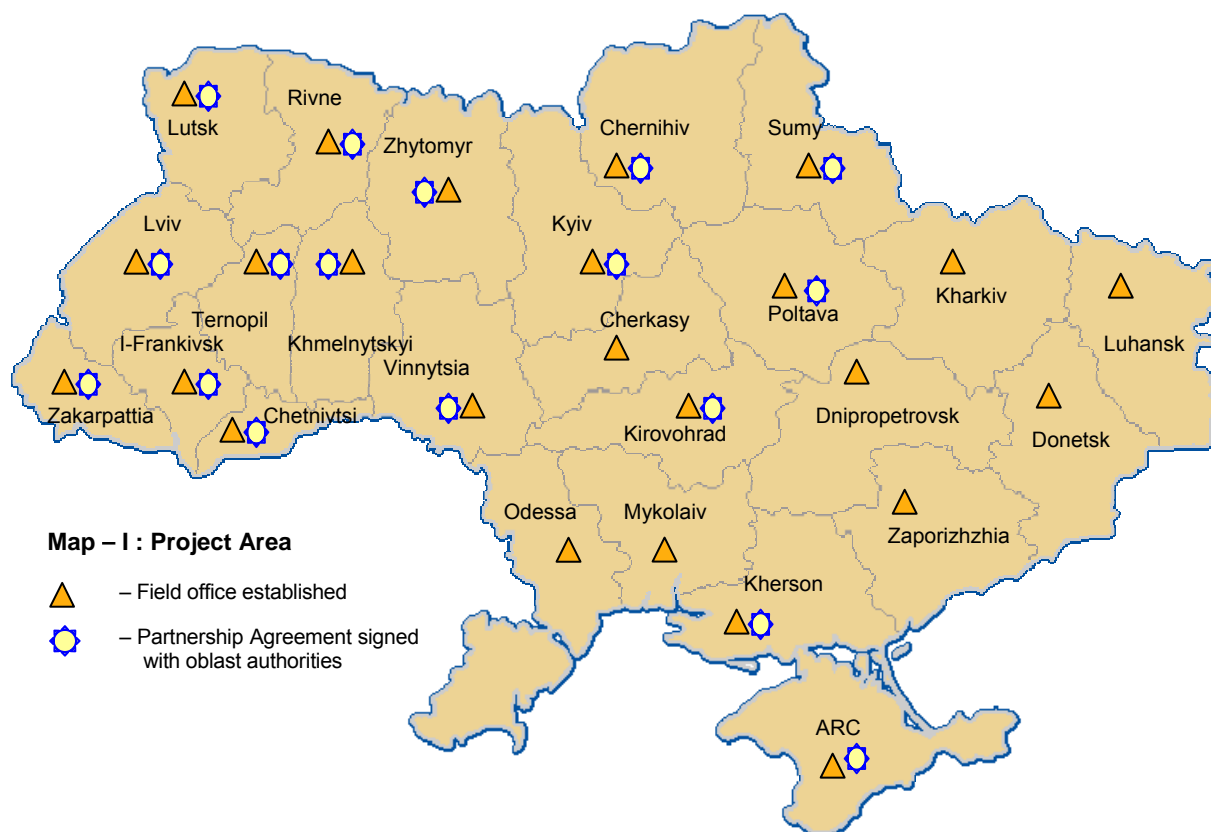 Rivne
Lutsk
Chernihiv
Sumy
Zhytomyr
Lviv
Kyiv
Kharkiv
Poltava
Ternopil
Cherkasy
I-Frankivsk
Khmelnytskyi
Luhansk
Vinnytsia
Zakarpattia
Chetnivtsi
Dnipropetrovsk
Kirovohrad
Donetsk
Odessa
Mykolaiv
Zaporizhzhia
Map – I : Project Area
Kherson
– Field office established
– Partnership Agreement signed
with oblast authorities
ARC